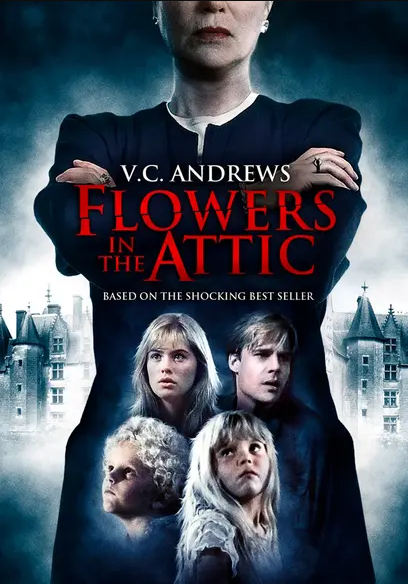 V.C. ANDREWS
FLOWERS
IN THE ATTIC
BASED ON THE SHOCKING BEST SELLER